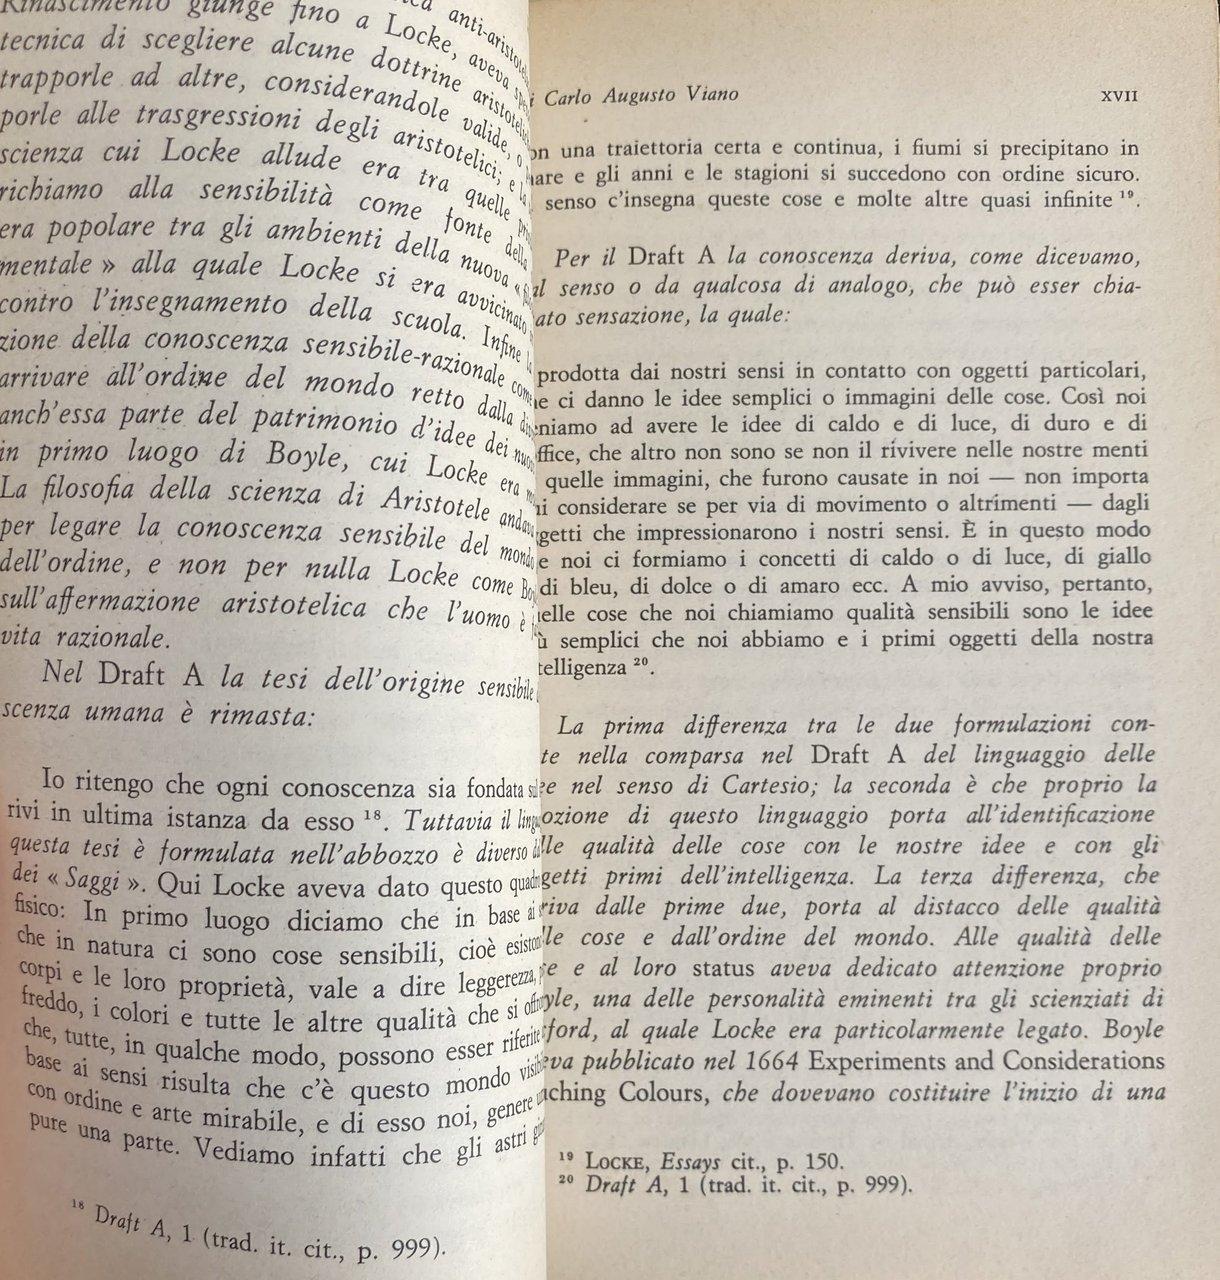 Rinascimento giunge fino a Locke, aveva
tecnica di scegliere alcune dottrine
trapporle ad altre, considerandole valide, o
porle alle trasgressioni degli aristotelici; e la
scienza cui Locke allude era tra quelle
richiamo alla sensibilità come fonte della
era popolare tra gli ambienti della nuova «
mentale » alla quale Locke si era avvicinato
contro l'insegnamento della scuola. Infine
zione della conoscenza sensibile-razionale come
arrivare all'ordine del mondo retto dalla
anch'essa parte del patrimonio d'idee dei
in primo luogo di Boyle, cui Locke era
La filosofia della scienza di Aristotele
per legare la conoscenza sensibile del mondo
dell'ordine, e non per nulla Locke come
sull'affermazione aristotelica che l'uomo è
vita razionale.
Nel Draft A la tesi dell'origine sensibile
scenza umana è rimasta:
Io ritengo che ogni conoscenza sia fondata
rivi in ultima istanza da esso ¹⁸. Tuttavia il
questa tesi è formulata nell'abbozzo è diverso
dei « Saggi ». Qui Locke aveva dato questo
fisico: In primo luogo diciamo che in base ai
che in natura ci sono cose sensibili, cioè
corpi e le loro proprietà, vale a dire leggerezza,
freddo, i colori e tutte le altre qualità che si
che, tutte, in qualche modo, possono esser riferite
base ai sensi risulta che c'è questo mondo
con ordine e arte mirabile, e di esso noi, genere
pure una parte. Vediamo infatti che gli astri
¹⁸ Draft A, 1 (trad. it. cit., p. 999).
Carlo Augusto Viano XVII
on una traiettoria certa e continua, i fiumi si precipitano in
are e gli anni e le stagioni si succedono con ordine sicuro.
senso c'insegna queste cose e molte altre quasi infinite ¹⁹.
Per il Draft A la conoscenza deriva, come dicevamo,
al senso o da qualcosa di analogo, che può esser chia-
ato sensazione, la quale:
prodotta dai nostri sensi in contatto con oggetti particolari,
e ci danno le idee semplici o immagini delle cose. Così noi
niamo ad avere le idee di caldo e di luce, di duro e di
ffice, che altro non sono se non il rivivere nelle nostre menti
quelle immagini, che furono causate in noi — non importa
ui considerare se per via di movimento o altrimenti — dagli
getti che impressionarono i nostri sensi. È in questo modo
e noi ci formiamo i concetti di caldo o di luce, di giallo
di bleu, di dolce o di amaro ecc. A mio avviso, pertanto,
elle cose che noi chiamiamo qualità sensibili sono le idee
ù semplici che noi abbiamo e i primi oggetti della nostra
telligenza ²⁰.
La prima differenza tra le due formulazioni con-
te nella comparsa nel Draft A del linguaggio delle
ee nel senso di Cartesio; la seconda è che proprio la
ozione di questo linguaggio porta all'identificazione
lle qualità delle cose con le nostre idee e con gli
getti primi dell'intelligenza. La terza differenza, che
riva dalle prime due, porta al distacco delle qualità
lle cose e dall'ordine del mondo. Alle qualità delle
se e al loro status aveva dedicato attenzione proprio
yle, una delle personalità eminenti tra gli scienziati di
ford, al quale Locke era particolarmente legato. Boyle
eva pubblicato nel 1664 Experiments and Considerations
uching Colours, che dovevano costituire l'inizio di una
¹⁹ LOCKE, Essays cit., p. 150.
²⁰ Draft A, 1 (trad. it. cit., p. 999).